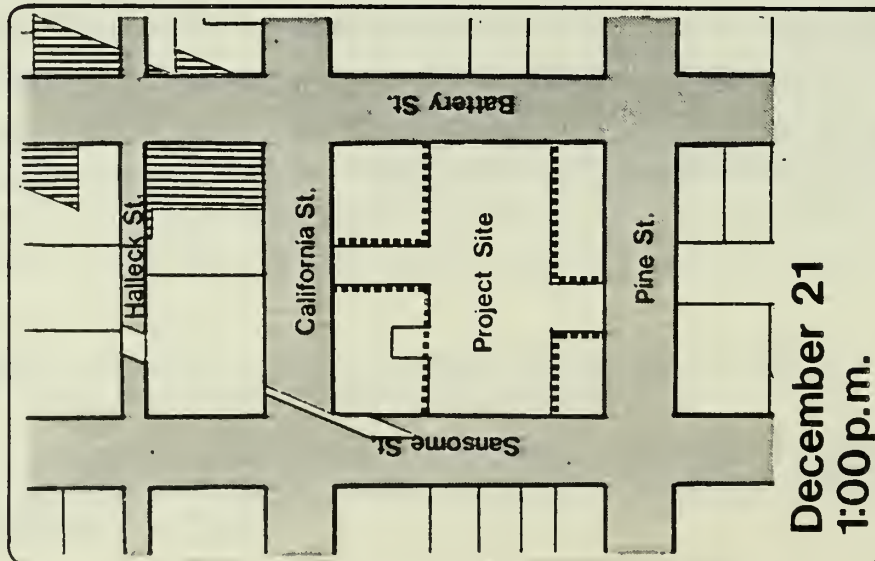 Halleck St.
California St.
Battery St.
Project Site
Sansome St.
Pine St.
December 21
1:00 p.m.